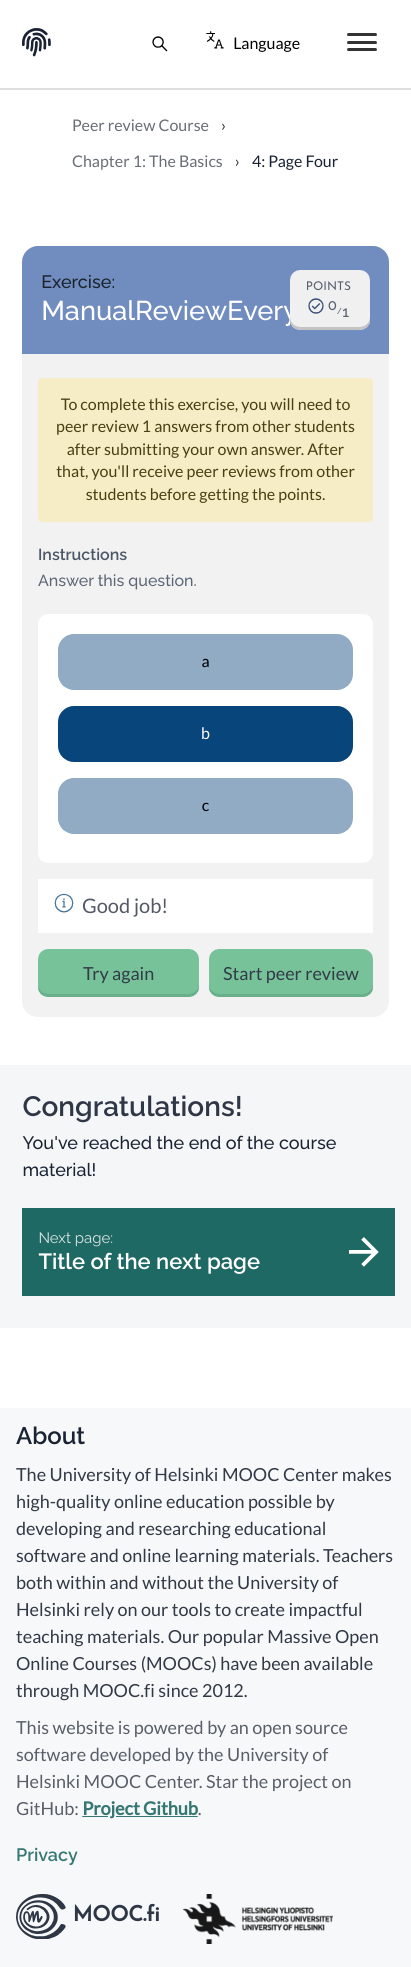 Language
Peer review Course ›
Chapter 1: The Basics › 4: Page Four
Exercise:
ManualReviewEvery
POINTS
0/1
To complete this exercise, you will need to
peer review 1 answers from other students
after submitting your own answer. After
that, you'll receive peer reviews from other
students before getting the points.
Instructions
Answer this question.
a
b
c
Good job!
Try again
Start peer review
Congratulations!
You've reached the end of the course
material!
Next page:
Title of the next page
About
The University of Helsinki MOOC Center makes
high-quality online education possible by
developing and researching educational
software and online learning materials. Teachers
both within and without the University of
Helsinki rely on our tools to create impactful
teaching materials. Our popular Massive Open
Online Courses (MOOCs) have been available
through MOOC.fi since 2012.
This website is powered by an open source
software developed by the University of
Helsinki MOOC Center. Star the project on
GitHub: Project Github.
Privacy
MOOC.fi
HELSINGIN YLIOPISTO
HELSINGFORS UNIVERSITET
UNIVERSITY OF HELSINKI